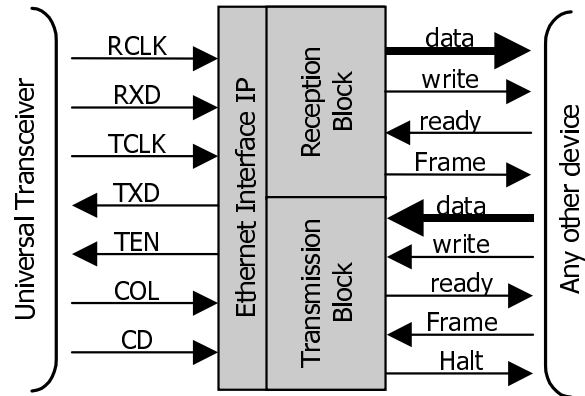 Universal Transceiver
RCLK
RXD
TCLK
TXD
TEN
COL
CD
Ethernet Interface IP
Reception
Block
Transmission
Block
data
write
ready
Frame
data
write
ready
Frame
Halt
Any other device